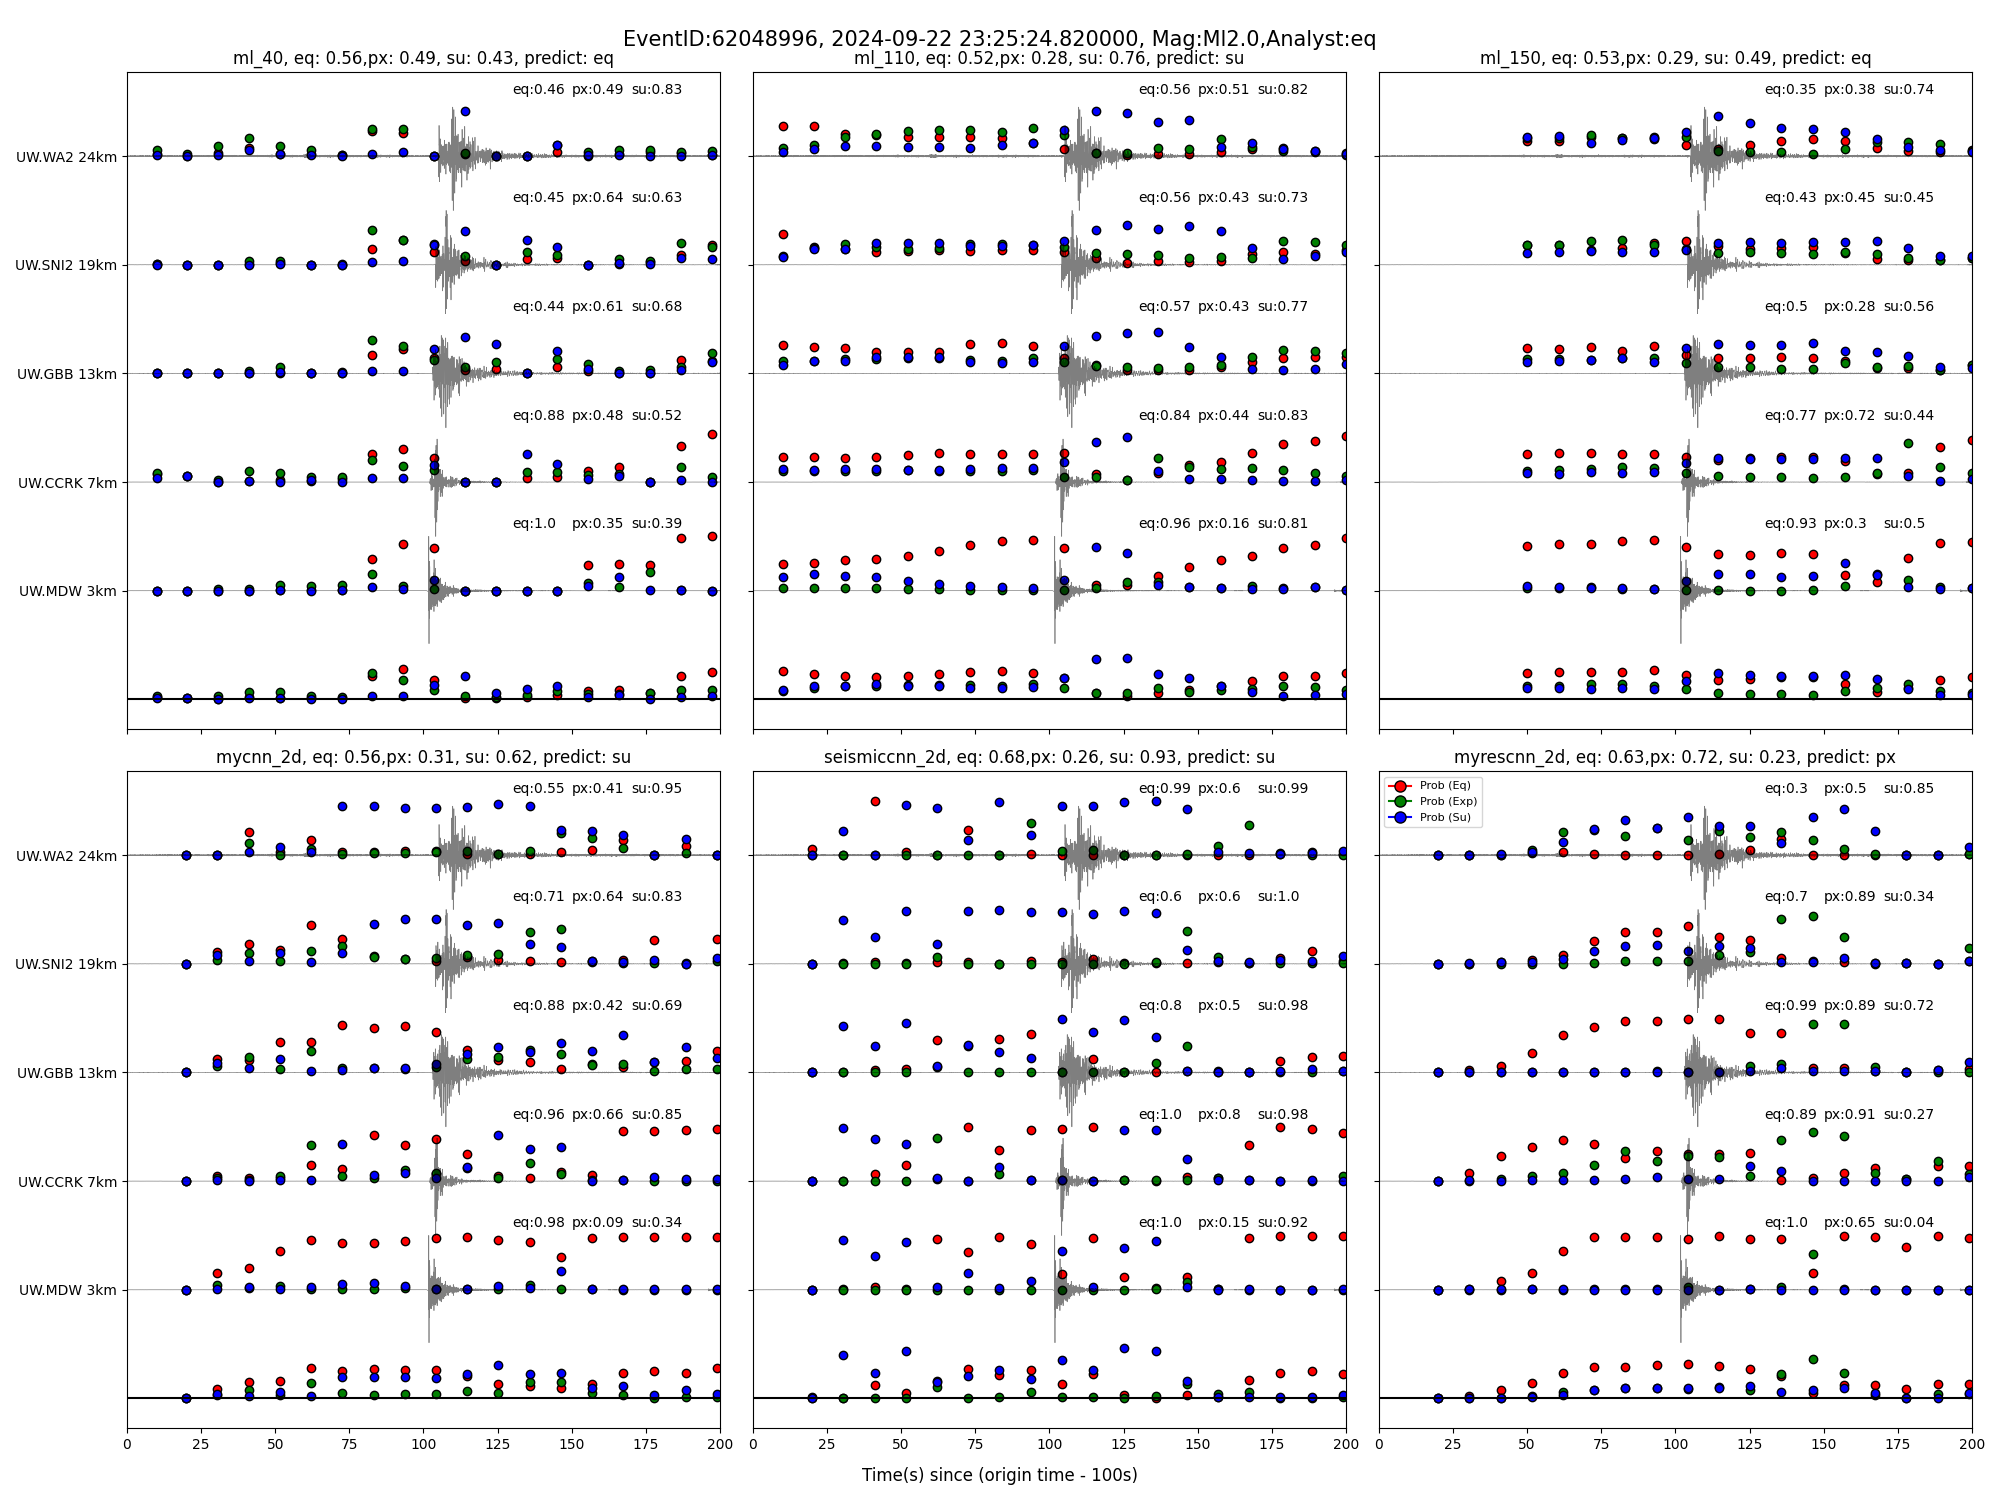 EventID:62048996, 2024-09-22 23:25:24.820000, Mag:Ml2.0,Analyst:eq
ml_40, eq: 0.56,px: 0.49, su: 0.43, predict: eq
eq:0.46 px:0.49 su:0.83
UW.WA2 24km
eq:0.45 px:0.64 su:0.63
UW.SNI2 19km
eq:0.44 px:0.61 su:0.68
UW.GBB 13km
eq:0.88 px:0.48 su:0.52
UW.CCRK 7km
eq:1.0 px:0.35 su:0.39
UW.MDW 3km
ml_110, eq: 0.52,px: 0.28, su: 0.76, predict: su
eq:0.56 px:0.51 su:0.82
eq:0.56 px:0.43 su:0.73
eq:0.57 px:0.43 su:0.77
eq:0.84 px:0.44 su:0.83
eq:0.96 px:0.16 su:0.81
ml_150, eq: 0.53,px: 0.29, su: 0.49, predict: eq
eq:0.35 px:0.38 su:0.74
eq:0.43 px:0.45 su:0.45
eq:0.5 px:0.28 su:0.56
eq:0.77 px:0.72 su:0.44
eq:0.93 px:0.3 su:0.5
mycnn_2d, eq: 0.56,px: 0.31, su: 0.62, predict: su
eq:0.55 px:0.41 su:0.95
UW.WA2 24km
eq:0.71 px:0.64 su:0.83
UW.SNI2 19km
eq:0.88 px:0.42 su:0.69
UW.GBB 13km
eq:0.96 px:0.66 su:0.85
UW.CCRK 7km
eq:0.98 px:0.09 su:0.34
UW.MDW 3km
0 25 50 75 100 125 150 175 200
seismiccnn_2d, eq: 0.68,px: 0.26, su: 0.93, predict: su
eq:0.99 px:0.6 su:0.99
eq:0.6 px:0.6 su:1.0
eq:0.8 px:0.5 su:0.98
eq:1.0 px:0.8 su:0.98
eq:1.0 px:0.15 su:0.92
0 25 50 75 100 125 150 175 200
myrescnn_2d, eq: 0.63,px: 0.72, su: 0.23, predict: px
Prob (Eq)
Prob (Exp)
Prob (Su)
eq:0.3 px:0.5 su:0.85
eq:0.7 px:0.89 su:0.34
eq:0.99 px:0.89 su:0.72
eq:0.89 px:0.91 su:0.27
eq:1.0 px:0.65 su:0.04
0 25 50 75 100 125 150 175 200
Time(s) since (origin time - 100s)